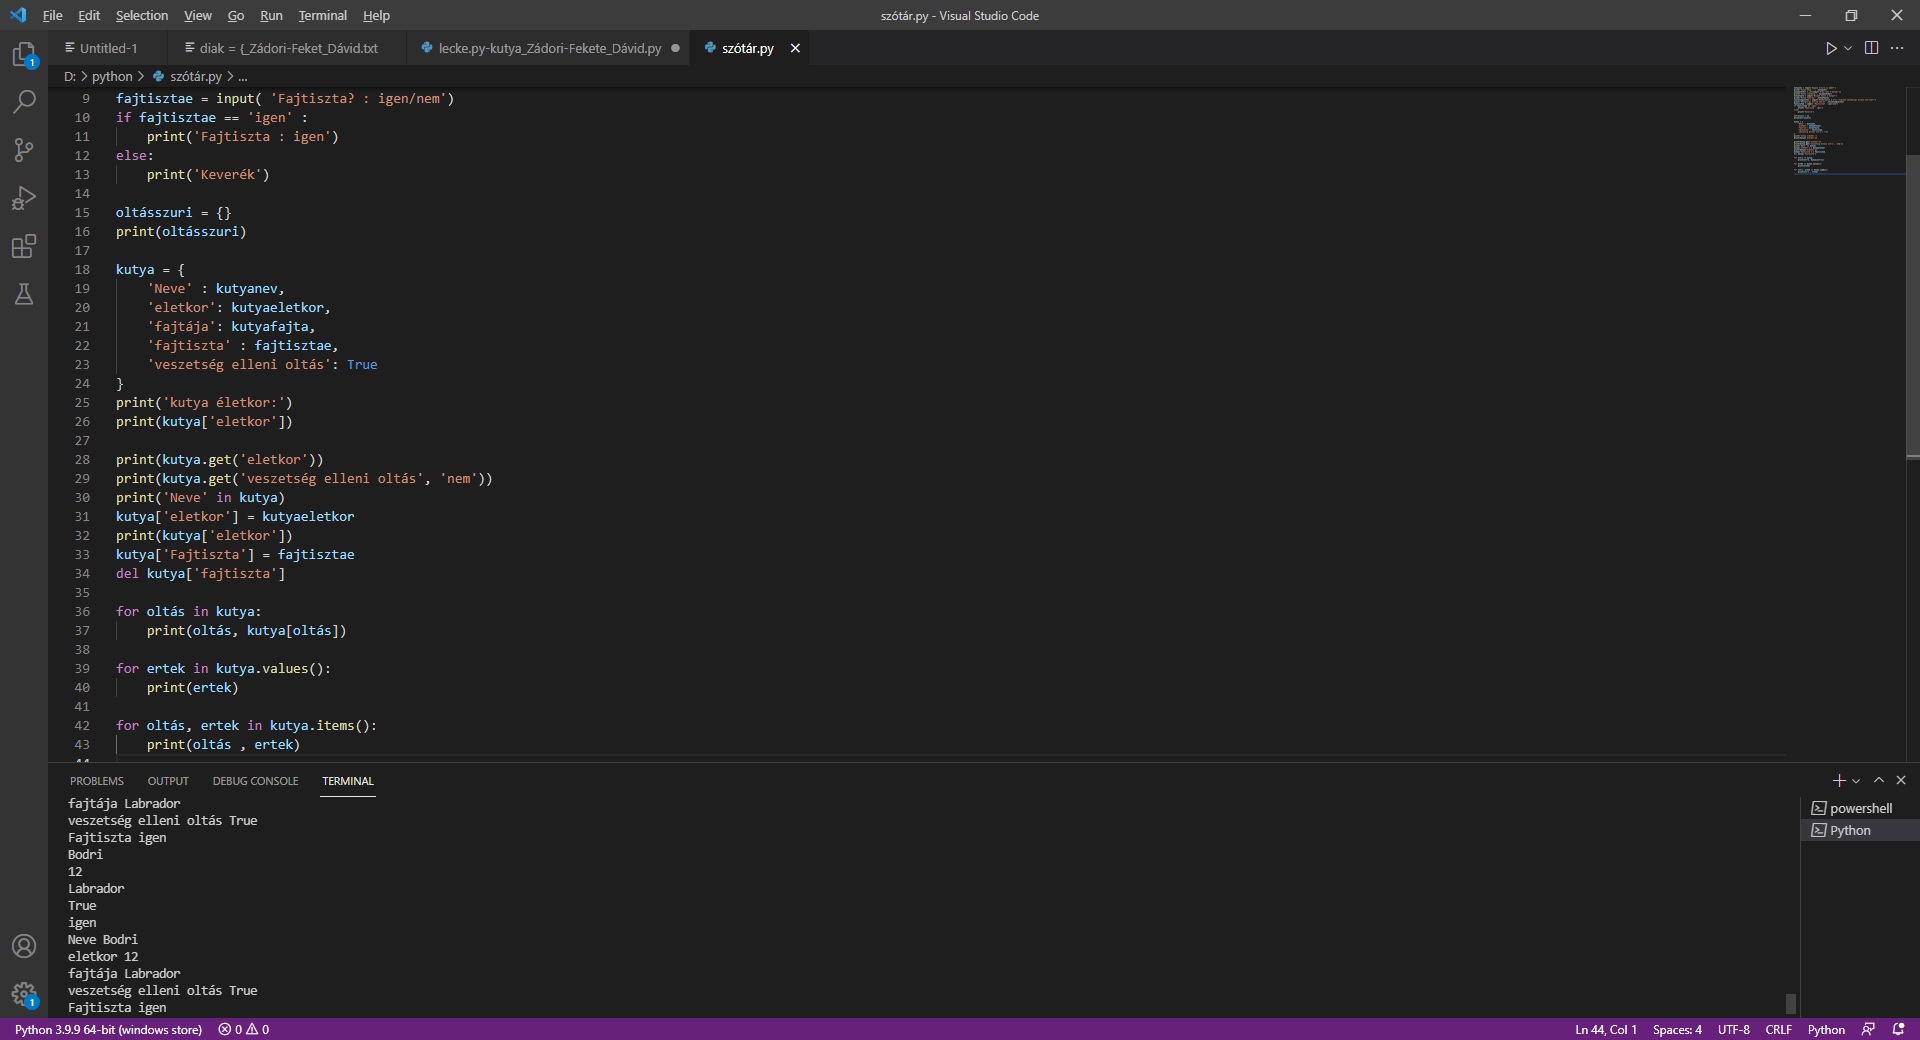 File Edit Selection View Go Run Terminal Help
szótár.py - Visual Studio Code
Untitled-1
diak = {_Zádori-Feket_Dávid.txt
lecke.py-kutya_Zádori-Fekete_Dávid.py
szótár.py
D: > python > szótár.py > ...
9 fajtisztae = input( 'Fajtiszta? : igen/nem')
10 if fajtisztae == 'igen' :
11 print('Fajtiszta : igen')
12 else:
13 print('Keverék')
14
15 oltásszuri = {}
16 print(oltásszuri)
17
18 kutya = {
19 'Neve' : kutyanev,
20 'eletkor': kutyaeletkor,
21 'fajtája': kutyafajta,
22 'fajtiszta' : fajtisztae,
23 'veszetség elleni oltás': True
24 }
25 print('kutya életkor:')
26 print(kutya['eletkor'])
27
28 print(kutya.get('eletkor'))
29 print(kutya.get('veszetség elleni oltás', 'nem'))
30 print('Neve' in kutya)
31 kutya['eletkor'] = kutyaeletkor
32 print(kutya['eletkor'])
33 kutya['Fajtiszta'] = fajtisztae
34 del kutya['fajtiszta']
35
36 for oltás in kutya:
37 print(oltás, kutya[oltás])
38
39 for ertek in kutya.values():
40 print(ertek)
41
42 for oltás, ertek in kutya.items():
43 print(oltás , ertek)
PROBLEMS OUTPUT DEBUG CONSOLE TERMINAL
fajtája Labrador
veszetség elleni oltás True
Fajtiszta igen
Bodri
12
Labrador
True
igen
Neve Bodri
eletkor 12
fajtája Labrador
veszetség elleni oltás True
Fajtiszta igen
powershell
Python
1
1
Python 3.9.9 64-bit (windows store) 0 0
Ln 44, Col 1 Spaces: 4 UTF-8 CRLF Python